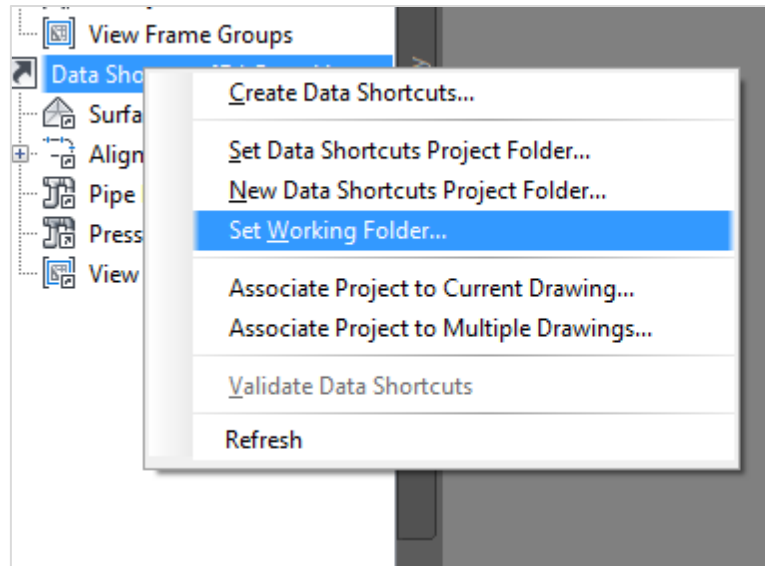 View Frame Groups
Data Sho
Create Data Shortcuts...
Surfa
Set Data Shortcuts Project Folder...
Align
New Data Shortcuts Project Folder...
Pipe
Set Working Folder...
Press
View
Associate Project to Current Drawing...
Associate Project to Multiple Drawings...
Validate Data Shortcuts
Refresh